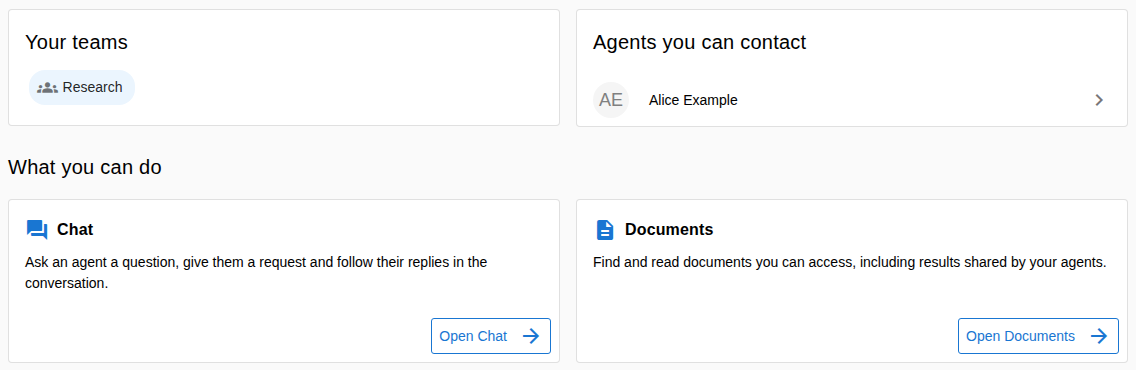 Your teams
Research
Agents you can contact
AE
Alice Example
What you can do
Chat
Ask an agent a question, give them a request and follow their replies in the
conversation.
Open Chat
Documents
Find and read documents you can access, including results shared by your agents.
Open Documents